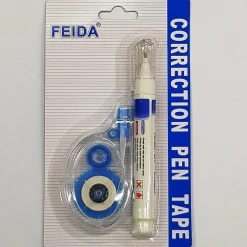 FEIDA
CORRECTION PEN TAPE